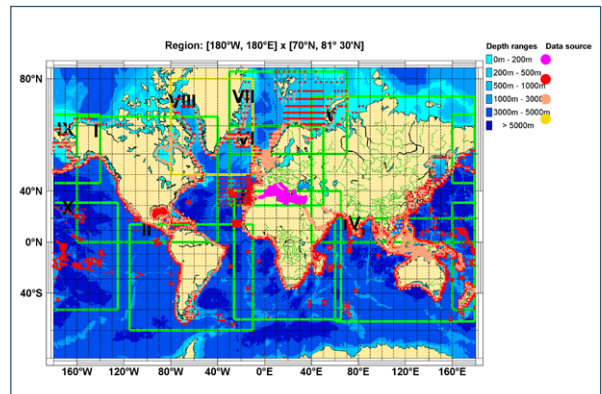 Region: [180°W, 180°E] x [70°N, 81° 30'N]
Depth ranges Data source
0m - 200m
200m - 500m
500m - 1000m
1000m - 3000m
3000m - 5000m
> 5000m
80°N
40°N
0°N
40°S
VIII
VII
IX
I
V
VI
X
II
IV
160°W 120°W 80°W 40°W 0°E 40°E 80°E 120°E 160°E